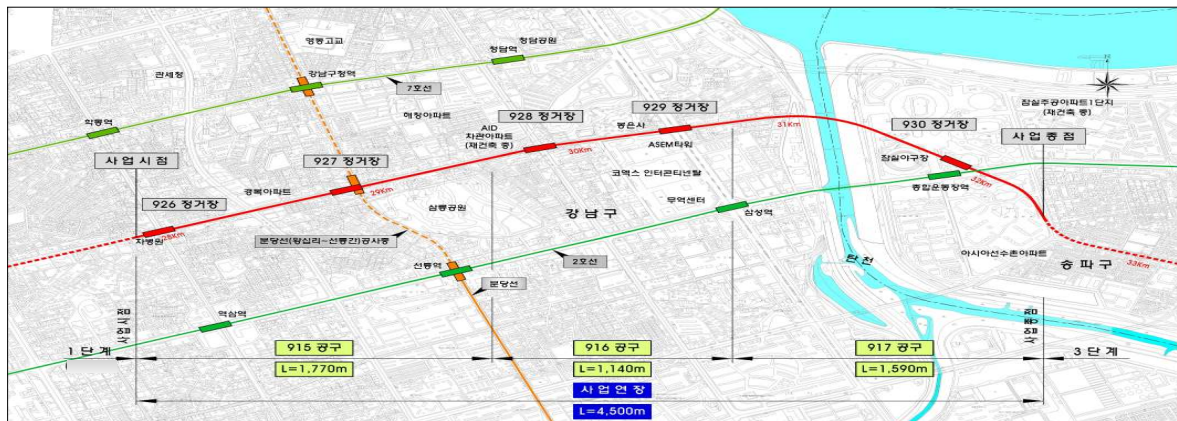 영동고교
청담역
청담공원
관세청
강남구청역
7호선
학동역
해청아파트
AID
차관아파트
(재건축 중)
928 정거장
929 정거장
봉은사
ASEM타워
30Km
31Km
N
잠실주공아파트1단지
(재건축 중)
930 정거장
사업종점
잠실야구장
종합운동장역
32Km
사업시점
927 정거장
경복아파트
29Km
926 정거장
차병원
28Km
삼릉공원
강남구
코엑스 인터콘티넨탈
무역센터
삼성역
분당선(왕십리~선릉간)공사중
선릉역
2호선
분당선
탄천
아시아선수촌아파트
송파구
33Km
역삼역
사업시점
사업종점
1단계
915 공구
L=1,770m
916 공구
L=1,140m
917 공구
L=1,590m
3단계
사업연장
L=4,500m